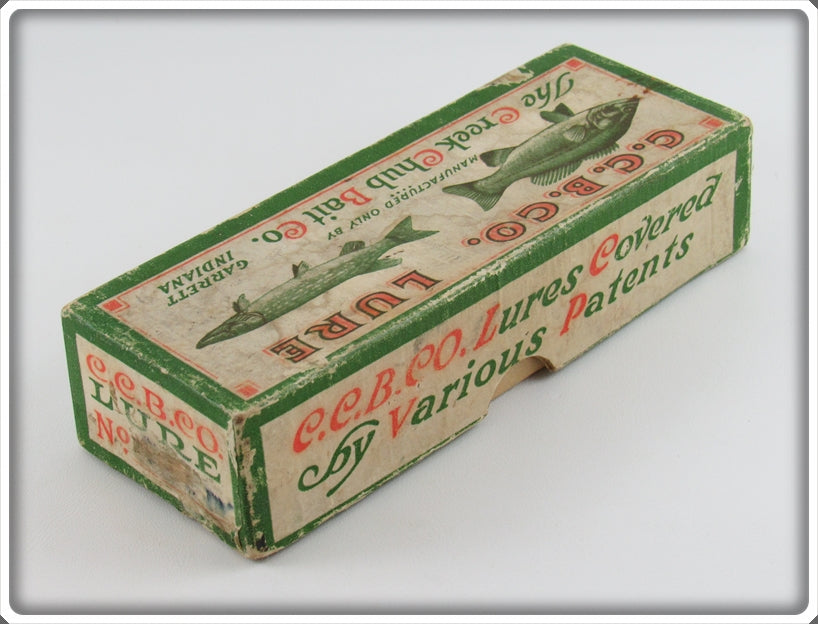 The Creek Chub Bait Co.
MANUFACTURED ONLY BY
GARRETT
INDIANA
C.C.B.CO. LURE
C.C.B.CO. Lures Covered
by Various Patents
C.C.B.CO.
LURE
No